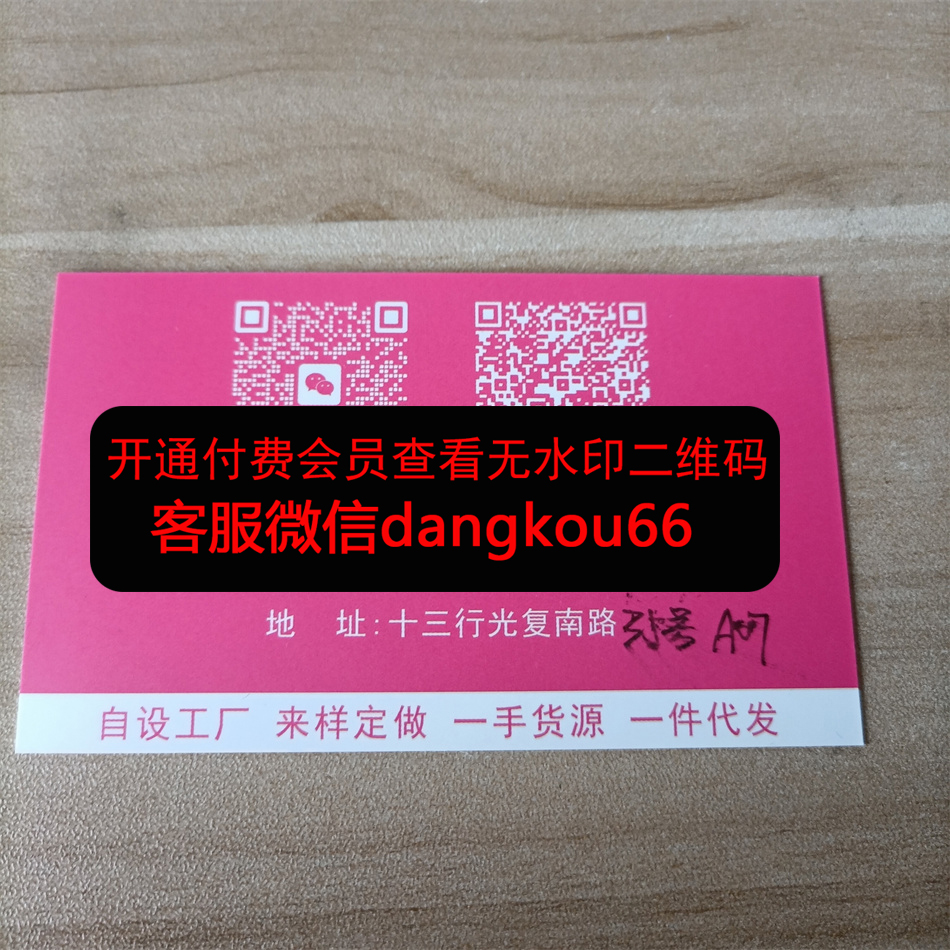 开通付费会员查看无水印二维码
客服微信dangkou66
地 址:十三行光复南路
自设工厂 来样定做 一手货源 一件代发